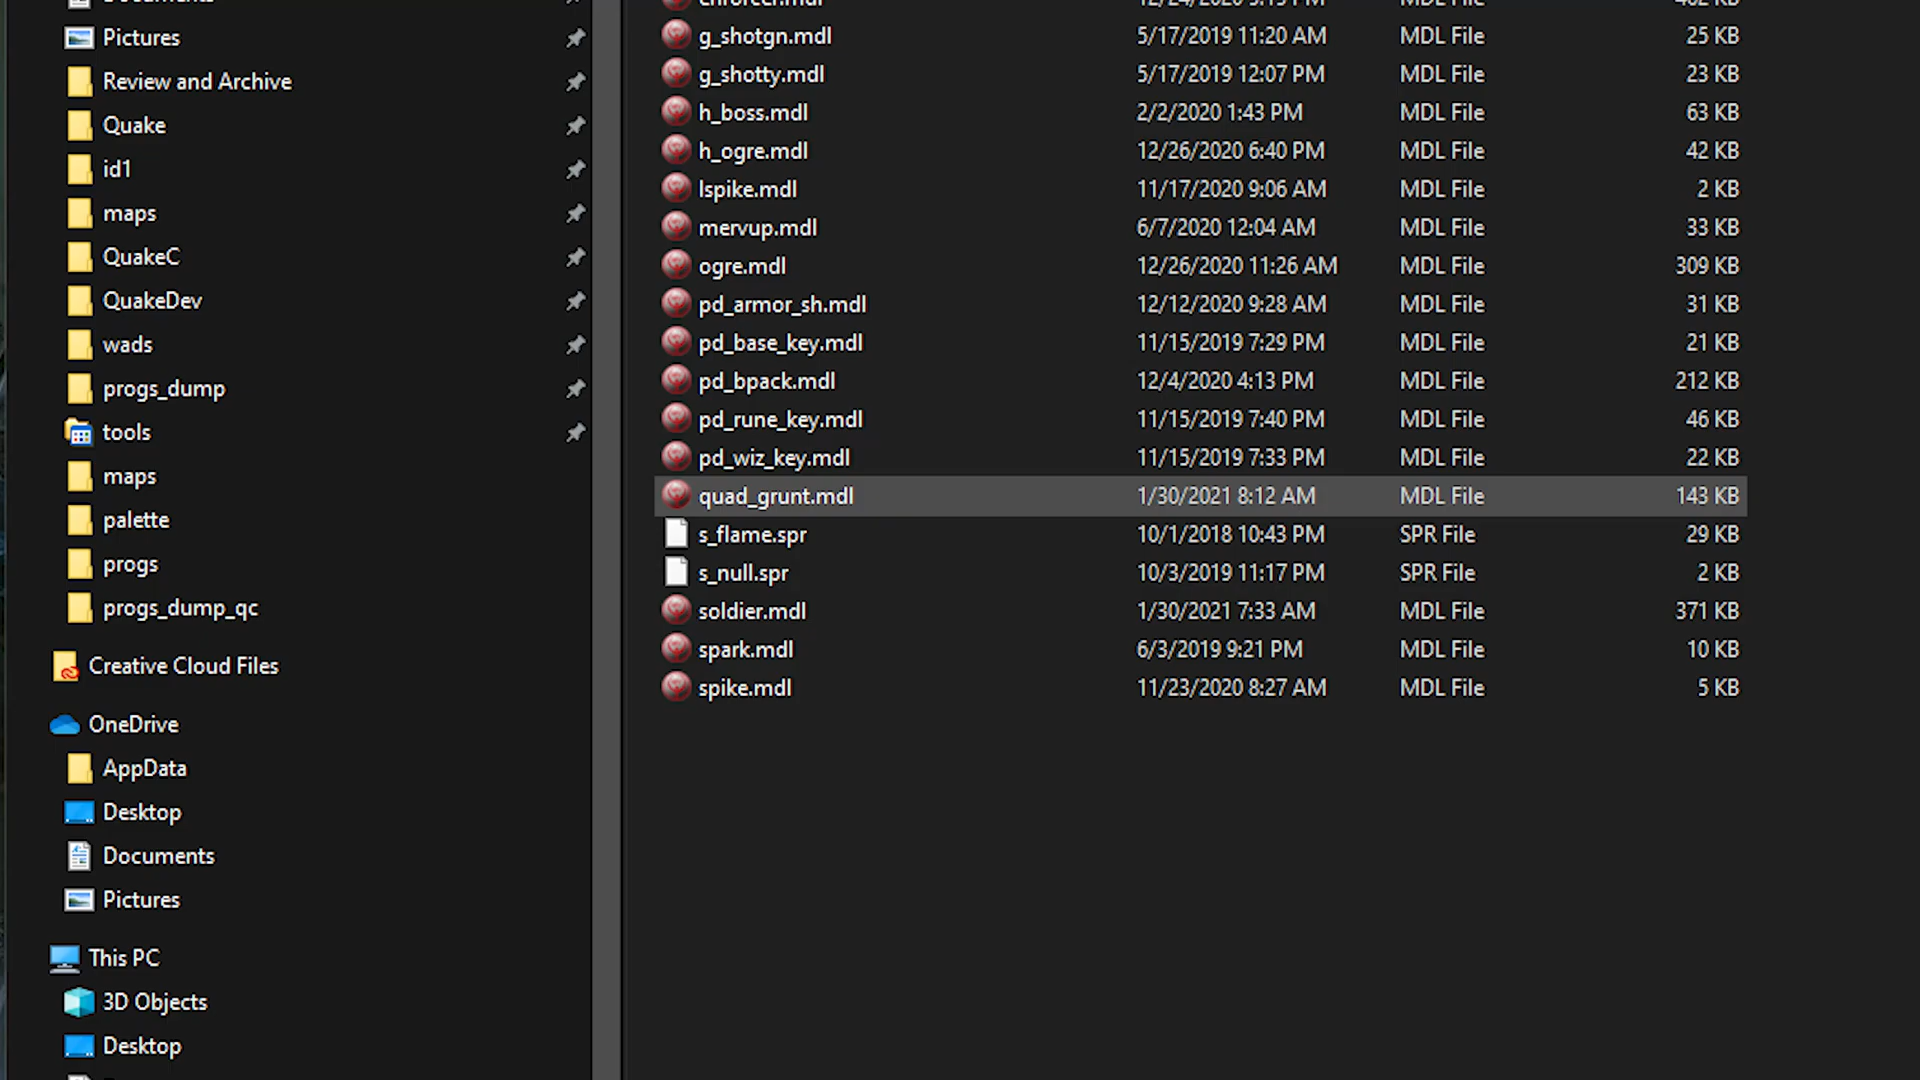 Pictures
Review and Archive
Quake
id1
maps
QuakeC
QuakeDev
wads
progs_dump
tools
maps
palette
progs
progs_dump_qc
Creative Cloud Files
OneDrive
AppData
Desktop
Documents
Pictures
This PC
3D Objects
Desktop
g_shotgn.mdl 5/17/2019 11:20 AM MDL File 25 KB
g_shotty.mdl 5/17/2019 12:07 PM MDL File 23 KB
h_boss.mdl 2/2/2020 1:43 PM MDL File 63 KB
h_ogre.mdl 12/26/2020 6:40 PM MDL File 42 KB
lspike.mdl 11/17/2020 9:06 AM MDL File 2 KB
mervup.mdl 6/7/2020 12:04 AM MDL File 33 KB
ogre.mdl 12/26/2020 11:26 AM MDL File 309 KB
pd_armor_sh.mdl 12/12/2020 9:28 AM MDL File 31 KB
pd_base_key.mdl 11/15/2019 7:29 PM MDL File 21 KB
pd_bpack.mdl 12/4/2020 4:13 PM MDL File 212 KB
pd_rune_key.mdl 11/15/2019 7:40 PM MDL File 46 KB
pd_wiz_key.mdl 11/15/2019 7:33 PM MDL File 22 KB
quad_grunt.mdl 1/30/2021 8:12 AM MDL File 143 KB
s_flame.spr 10/1/2018 10:43 PM SPR File 29 KB
s_null.spr 10/3/2019 11:17 PM SPR File 2 KB
soldier.mdl 1/30/2021 7:33 AM MDL File 371 KB
spark.mdl 6/3/2019 9:21 PM MDL File 10 KB
spike.mdl 11/23/2020 8:27 AM MDL File 5 KB